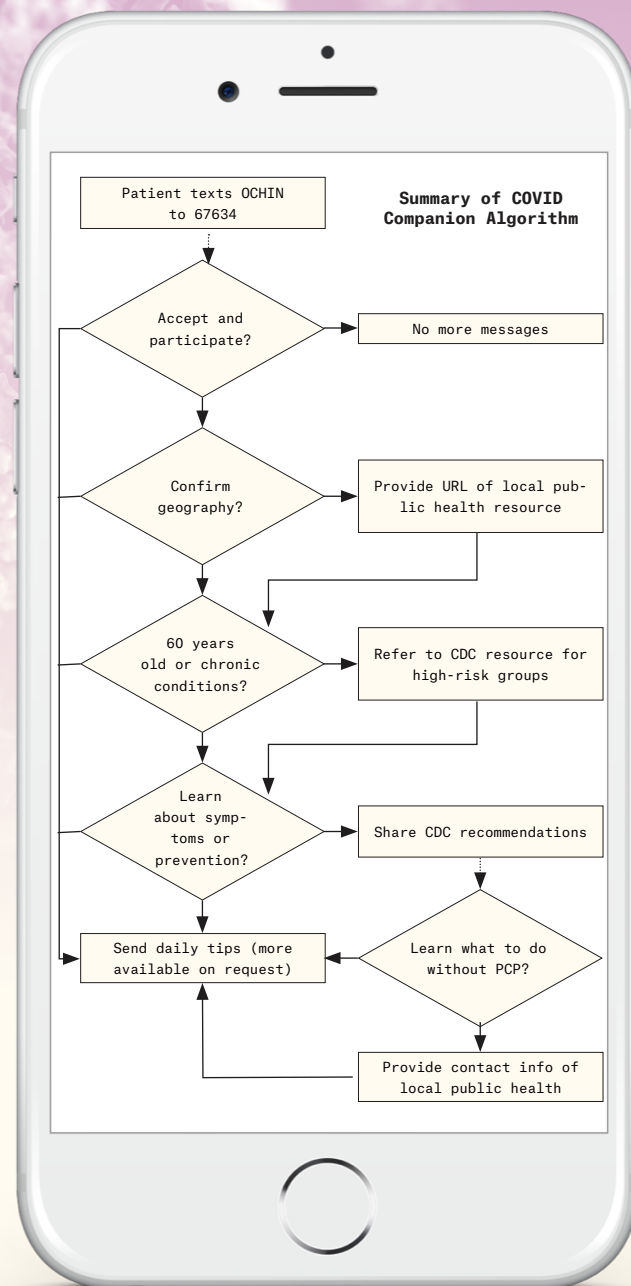 Patient texts OCHIN
to 67634
Summary of COVID
Companion Algorithm
Accept and
participate?
No more messages
Confirm
geography?
Provide URL of local pub-
lic health resource
60 years
old or chronic
conditions?
Refer to CDC resource for
high-risk groups
Learn
about symp-
toms or
prevention?
Share CDC recommendations
Send daily tips (more
available on request)
Learn what to do
without PCP?
Provide contact info of
local public health